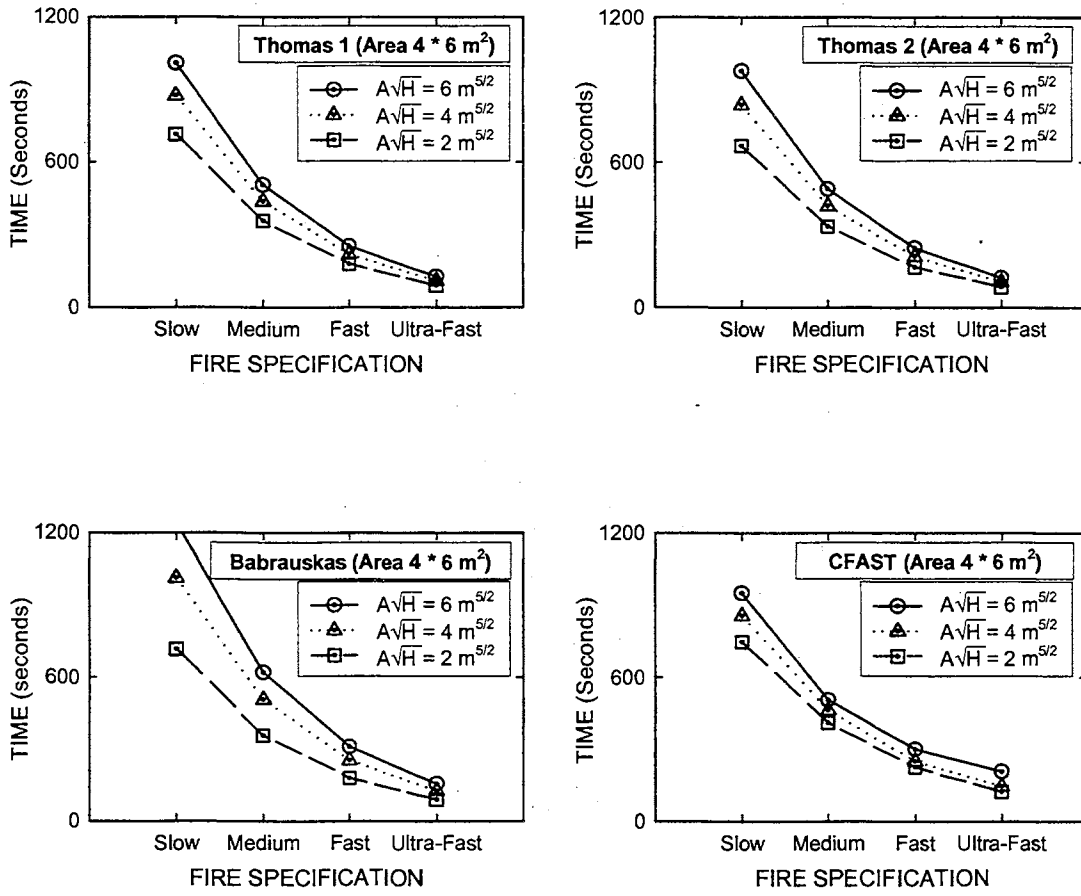 Thomas 1 (Area 4 * 6 m²)
A√H = 6 m^5/2
A√H = 4 m^5/2
A√H = 2 m^5/2
1200
600
0
TIME (Seconds)
Slow Medium Fast Ultra-Fast
FIRE SPECIFICATION
Thomas 2 (Area 4 * 6 m²)
A√H = 6 m^5/2
A√H = 4 m^5/2
A√H = 2 m^5/2
1200
600
0
TIME (Seconds)
Slow Medium Fast Ultra-Fast
FIRE SPECIFICATION
Babrauskas (Area 4 * 6 m²)
A√H = 6 m^5/2
A√H = 4 m^5/2
A√H = 2 m^5/2
1200
600
0
TIME (seconds)
Slow Medium Fast Ultra-Fast
FIRE SPECIFICATION
CFAST (Area 4 * 6 m²)
A√H = 6 m^5/2
A√H = 4 m^5/2
A√H = 2 m^5/2
1200
600
0
TIME (Seconds)
Slow Medium Fast Ultra-Fast
FIRE SPECIFICATION